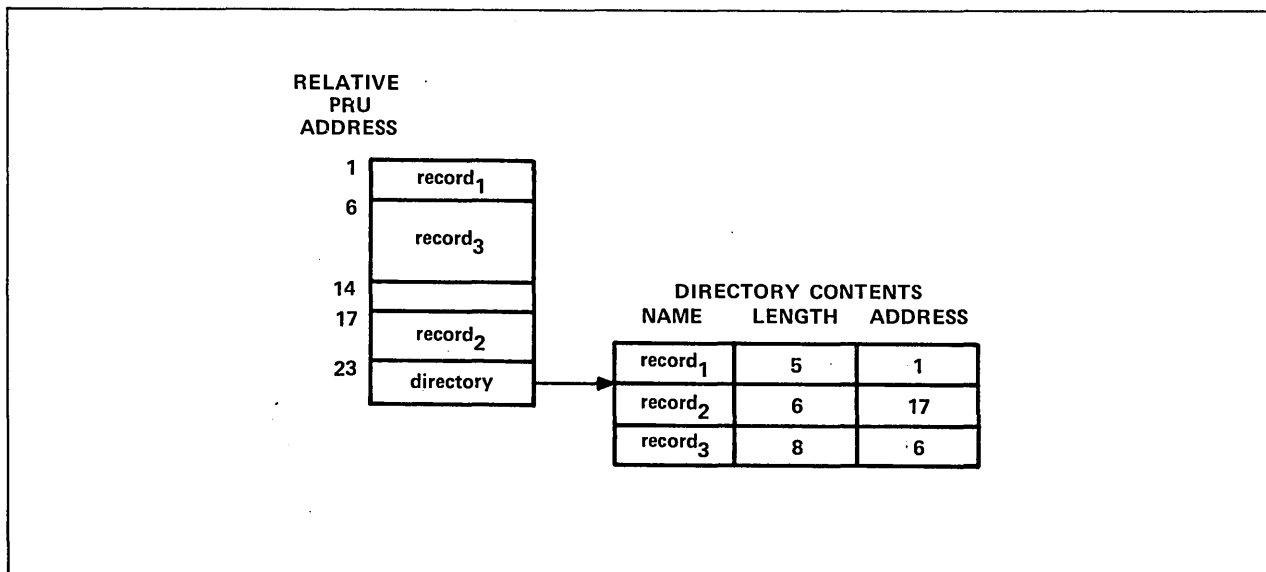 RELATIVE
PRU
ADDRESS
1 record1
6
record3
14
17
record2
23
directory
DIRECTORY CONTENTS
NAME LENGTH ADDRESS
record1 5 1
record2 6 17
record3 8 6